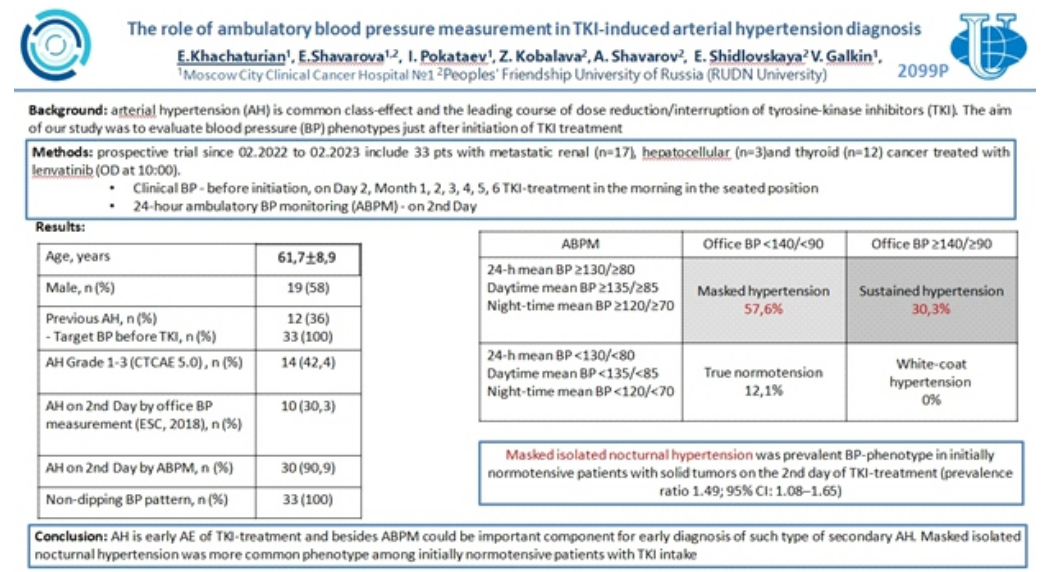 The role of ambulatory blood pressure measurement in TKI-induced arterial hypertension diagnosis
E.Khachaturian¹, E.Shavarova¹·², I. Pokataev¹, Z. Kobalava², A. Shavarov², E. Shidlovskaya² V. Galkin¹,
¹Moscow City Clinical Cancer Hospital №1 ²Peoples' Friendship University of Russia (RUDN University)
2099P
Background: arterial hypertension (AH) is common class-effect and the leading course of dose reduction/interruption of tyrosine-kinase inhibitors (TKI). The aim
of our study was to evaluate blood pressure (BP) phenotypes just after initiation of TKI treatment
Methods: prospective trial since 02.2022 to 02.2023 include 33 pts with metastatic renal (n=17), hepatocellular (n=3)and thyroid (n=12) cancer treated with
lenvatinib (OD at 10:00).
• Clinical BP - before initiation, on Day 2, Month 1, 2, 3, 4, 5, 6 TKI-treatment in the morning in the seated position
• 24-hour ambulatory BP monitoring (ABPM) - on 2nd Day
Results:
Age, years 61,7±8,9
Male, n (%) 19 (58)
Previous AH, n (%) 12 (36)
- Target BP before TKI, n (%) 33 (100)
AH Grade 1-3 (CTCAE 5.0) , n (%) 14 (42,4)
AH on 2nd Day by office BP 10 (30,3)
measurement (ESC, 2018), n (%)
AH on 2nd Day by ABPM, n (%) 30 (90,9)
Non-dipping BP pattern, n (%) 33 (100)
ABPM Office BP <140/<90 Office BP ≥140/≥90
24-h mean BP ≥130/≥80
Daytime mean BP ≥135/≥85
Night-time mean BP ≥120/≥70
Masked hypertension
57,6%
Sustained hypertension
30,3%
24-h mean BP <130/<80
Daytime mean BP <135/<85
Night-time mean BP <120/<70
True normotension
12,1%
White-coat
hypertension
0%
Masked isolated nocturnal hypertension was prevalent BP-phenotype in initially
normotensive patients with solid tumors on the 2nd day of TKI-treatment (prevalence
ratio 1.49; 95% CI: 1.08–1.65)
Conclusion: AH is early AE of TKI-treatment and besides ABPM could be important component for early diagnosis of such type of secondary AH. Masked isolated
nocturnal hypertension was more common phenotype among initially normotensive patients with TKI intake